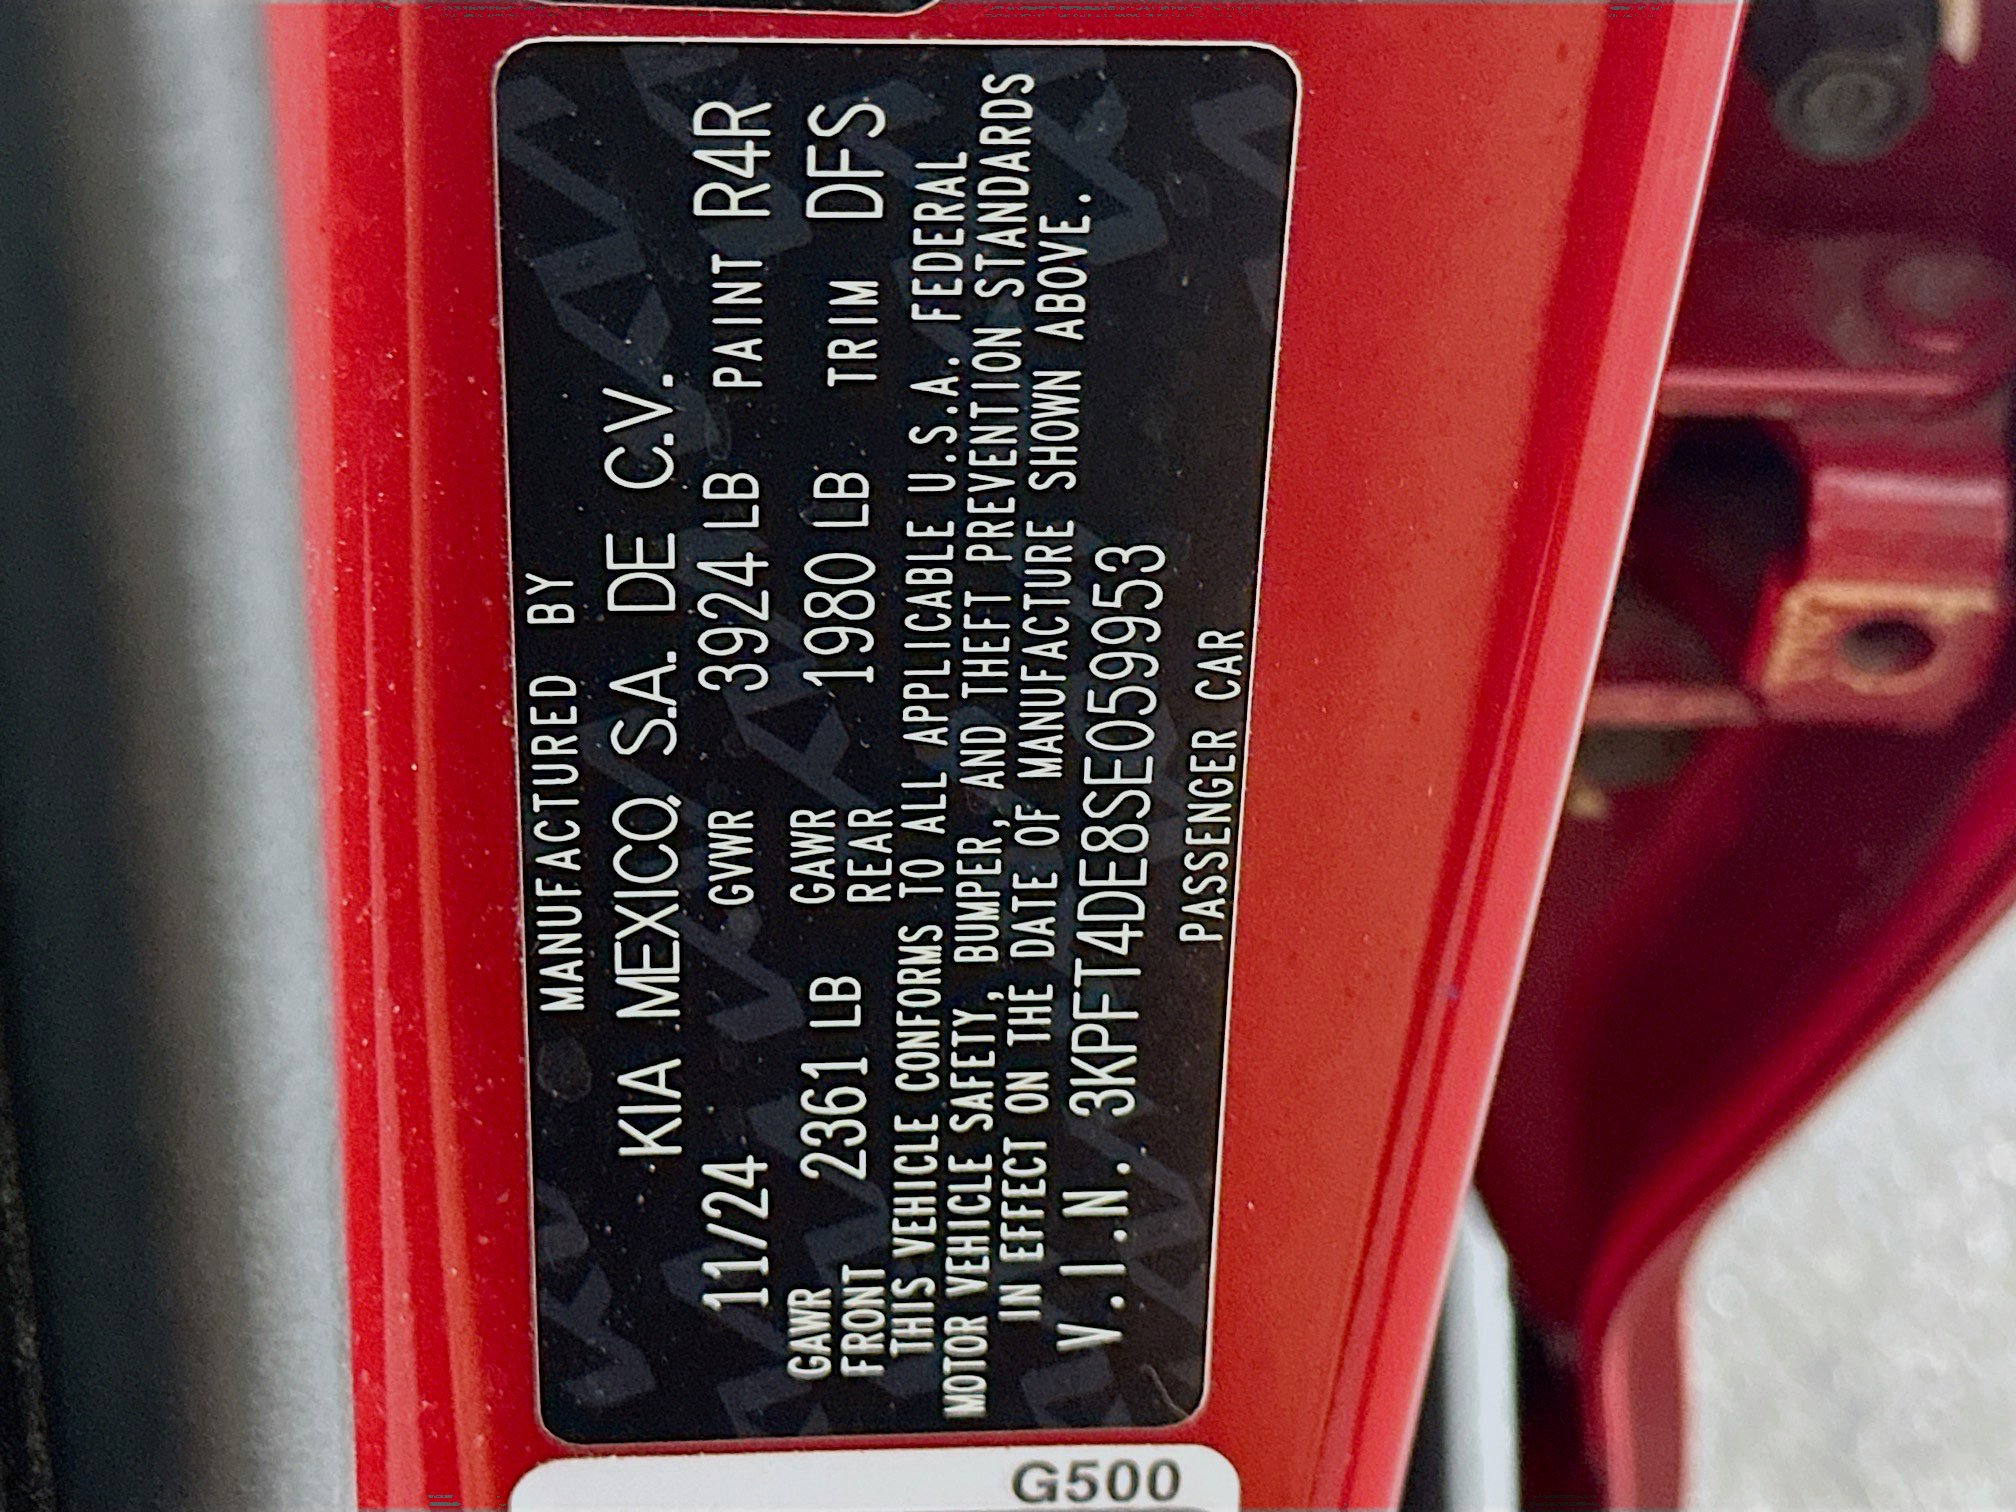 MANUFACTURED BY
KIA MEXICO, S.A. DE C.V.
11/24 GVWR 3924 LB PAINT R4R
GAWR FRONT 2361 LB GAWR REAR 1980 LB TRIM DFS
THIS VEHICLE CONFORMS TO ALL APPLICABLE U.S.A. FEDERAL
MOTOR VEHICLE SAFETY, BUMPER, AND THEFT PREVENTION STANDARDS
IN EFFECT ON THE DATE OF MANUFACTURE SHOWN ABOVE.
V.I.N. 3KPFT4DE8SE059953
PASSENGER CAR
G500